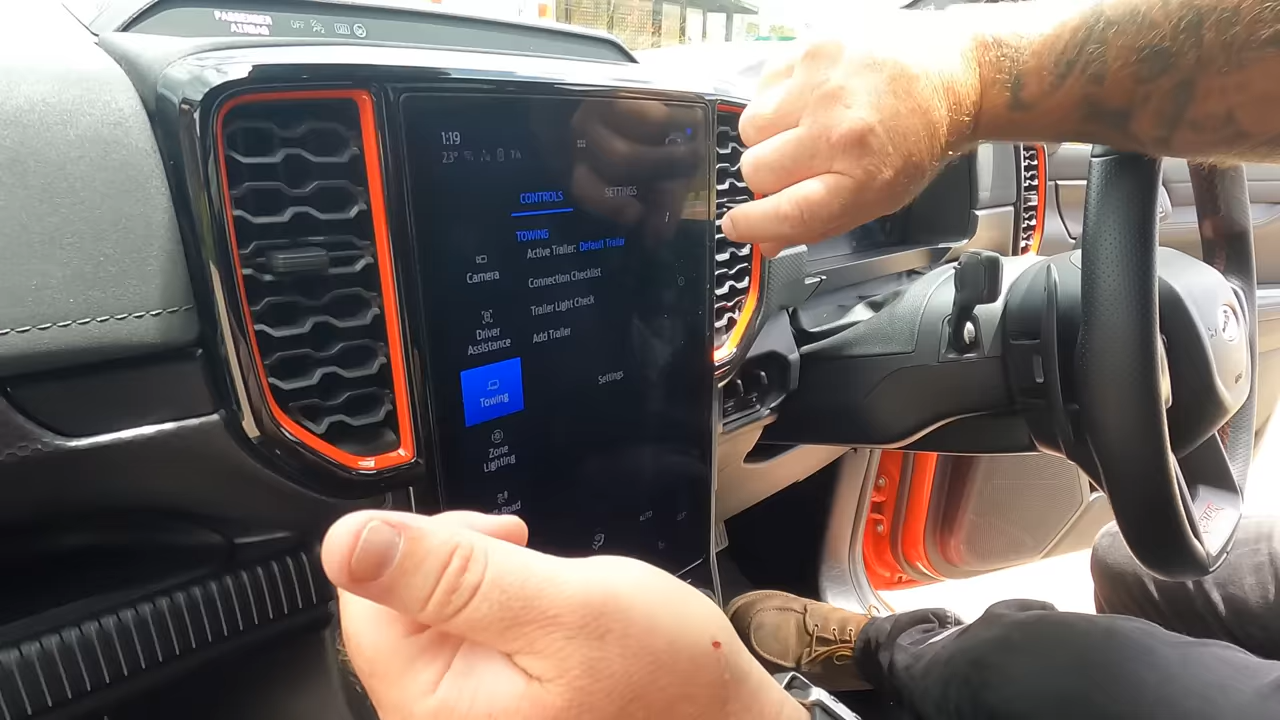 PASSENGER
AIRBAG
OFF
1:19
23°
CONTROLS
SETTINGS
TOWING
Active Trailer: Default Trailer
Camera
Connection Checklist
Trailer Light Check
Driver
Assistance
Add Trailer
Settings
Towing
Zone
Lighting
Road
AUTO